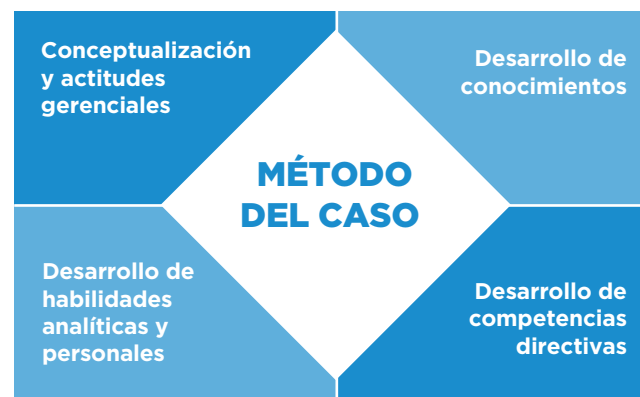 Conceptualización
y actitudes
gerenciales
Desarrollo de
conocimientos
MÉTODO
DEL CASO
Desarrollo de
habilidades
analíticas y
personales
Desarrollo de
competencias
directivas